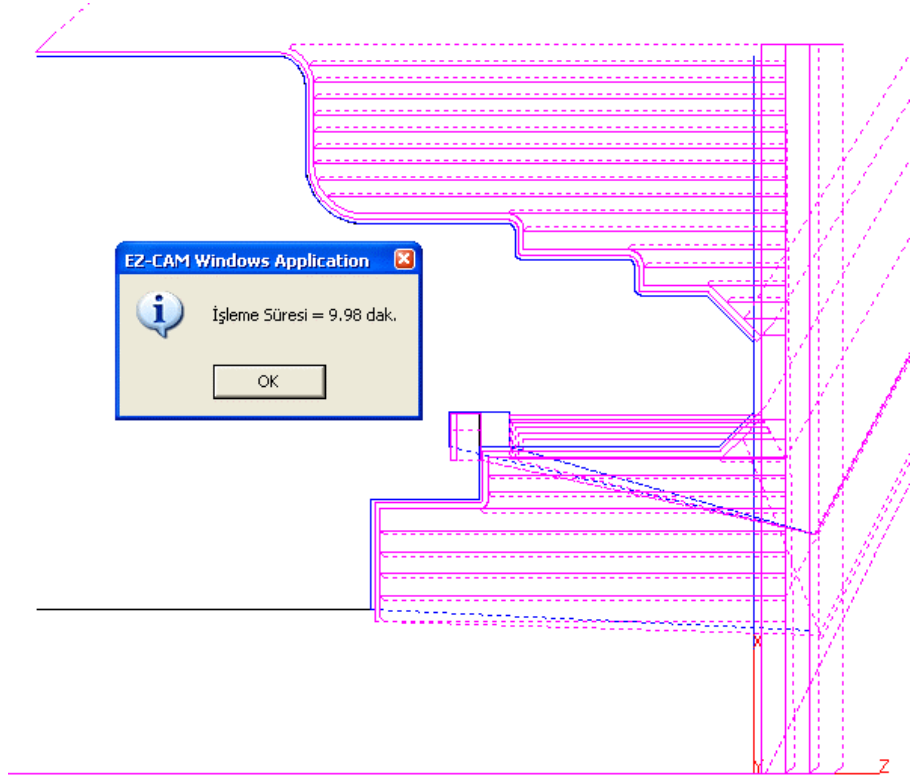 EZ-CAM Windows Application
İşleme Süresi = 9.98 dak.
OK
X
Y
Z